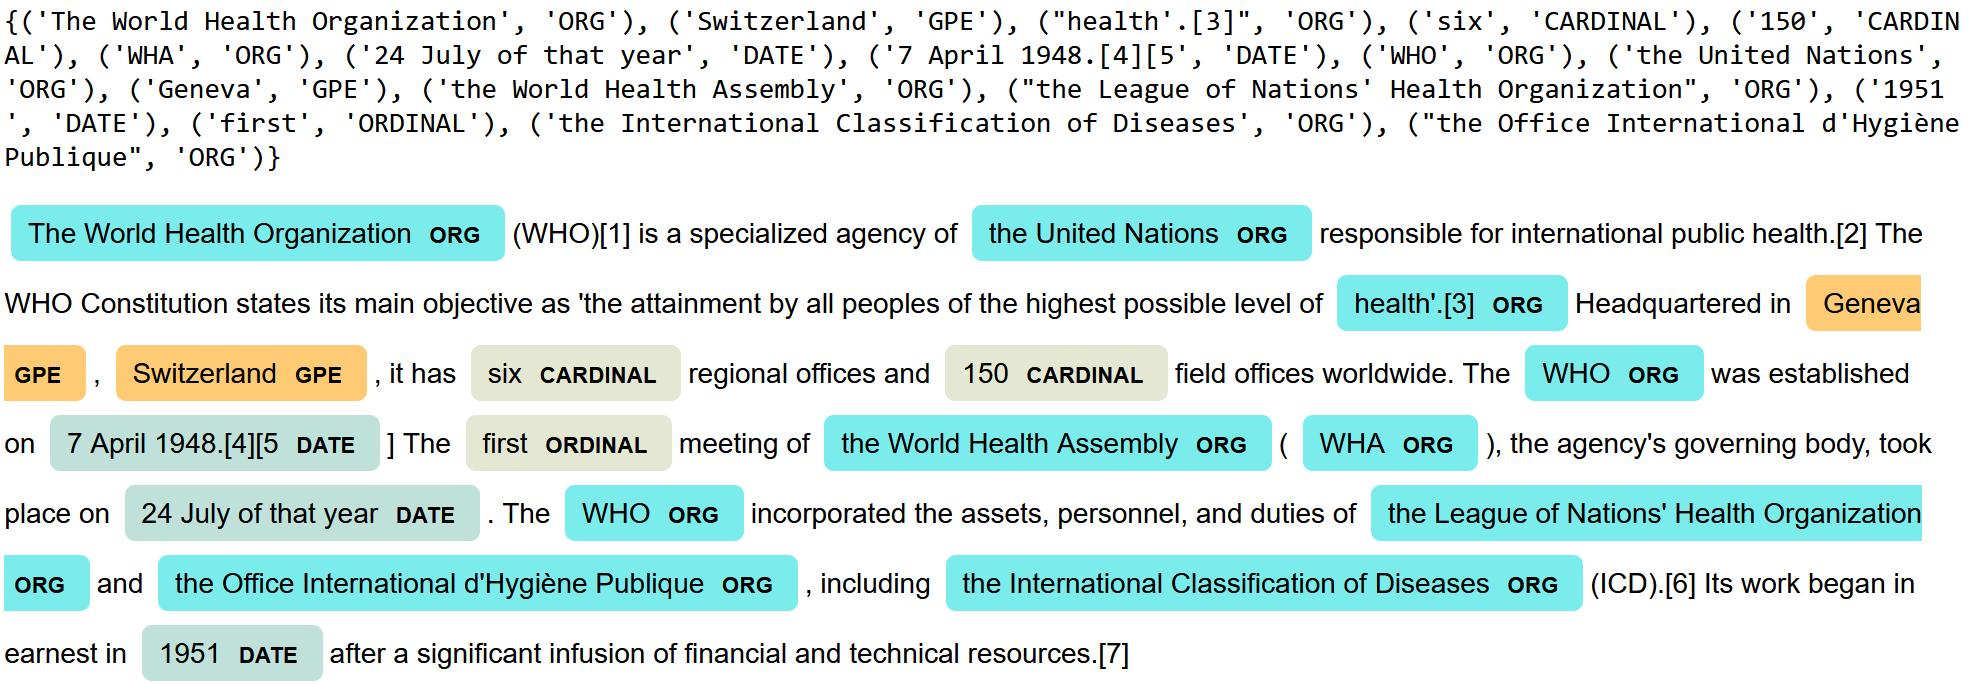 {('The World Health Organization', 'ORG'), ('Switzerland', 'GPE'), ("health'.[3]", 'ORG'), ('six', 'CARDINAL'), ('150', 'CARDIN
AL'), ('WHA', 'ORG'), ('24 July of that year', 'DATE'), ('7 April 1948.[4][5', 'DATE'), ('WHO', 'ORG'), ('the United Nations',
'ORG'), ('Geneva', 'GPE'), ('the World Health Assembly', 'ORG'), ("the League of Nations' Health Organization", 'ORG'), ('1951
', 'DATE'), ('first', 'ORDINAL'), ('the International Classification of Diseases', 'ORG'), ("the Office International d'Hygiène
Publique", 'ORG')}
The World Health Organization ORG (WHO)[1] is a specialized agency of the United Nations ORG responsible for international public health.[2] The
WHO Constitution states its main objective as 'the attainment by all peoples of the highest possible level of health'.[3] ORG Headquartered in Geneva
GPE , Switzerland GPE , it has six CARDINAL regional offices and 150 CARDINAL field offices worldwide. The WHO ORG was established
on 7 April 1948.[4][5 DATE ] The first ORDINAL meeting of the World Health Assembly ORG ( WHA ORG ), the agency's governing body, took
place on 24 July of that year DATE . The WHO ORG incorporated the assets, personnel, and duties of the League of Nations' Health Organization
ORG and the Office International d'Hygiène Publique ORG , including the International Classification of Diseases ORG (ICD).[6] Its work began in
earnest in 1951 DATE after a significant infusion of financial and technical resources.[7]